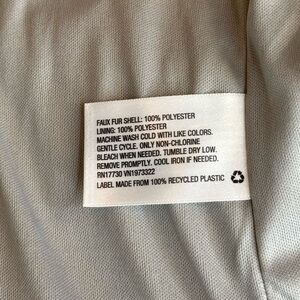 FAUX FUR SHELL: 100% POLYESTER
LINING: 100% POLYESTER
MACHINE WASH COLD WITH LIKE COLORS.
GENTLE CYCLE. ONLY NON-CHLORINE
BLEACH WHEN NEEDED. TUMBLE DRY LOW.
REMOVE PROMPTLY. COOL IRON IF NEEDED.
RN17730 VN1973322
LABEL MADE FROM 100% RECYCLED PLASTIC